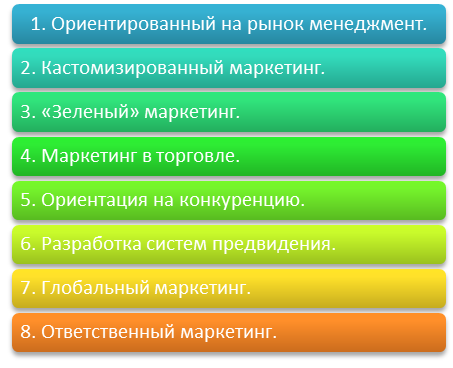 1. Ориентированный на рынок менеджмент.
2. Кастомизированный маркетинг.
3. «Зеленый» маркетинг.
4. Маркетинг в торговле.
5. Ориентация на конкуренцию.
6. Разработка систем предвидения.
7. Глобальный маркетинг.
8. Ответственный маркетинг.